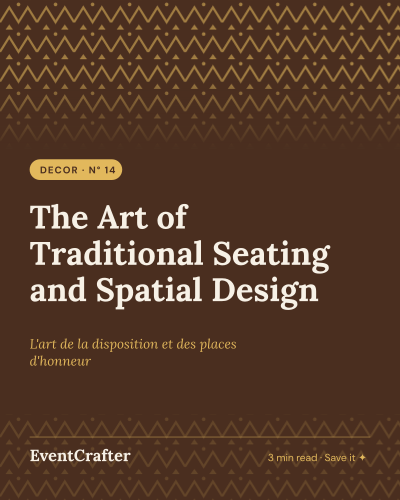 DECOR · N° 14
The Art of
Traditional Seating
and Spatial Design
L'art de la disposition et des places
d'honneur
EventCrafter
3 min read · Save it ✦